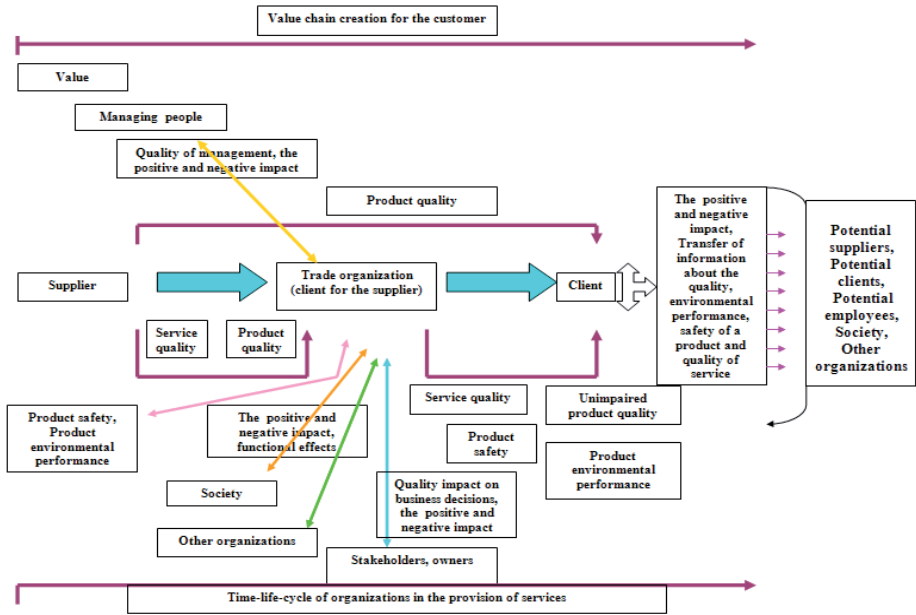 Value chain creation for the customer
Value
Managing people
Quality of management, the
positive and negative impact
Product quality
The positive
and negative
impact,
Transfer of
information
about the
quality,
environmental
performance,
safety of a
product and
quality of
service
Potential
suppliers,
Potential
clients,
Potential
employees,
Society,
Other
organizations
Supplier
Trade organization
(client for the supplier)
Client
Service
quality
Product
quality
Service quality
Unimpaired
product quality
Product safety,
Product
environmental
performance
The positive and
negative impact,
functional effects
Product
safety
Product
environmental
performance
Society
Quality impact on
business decisions,
the positive and
negative impact
Other organizations
Stakeholders, owners
Time-life-cycle of organizations in the provision of services